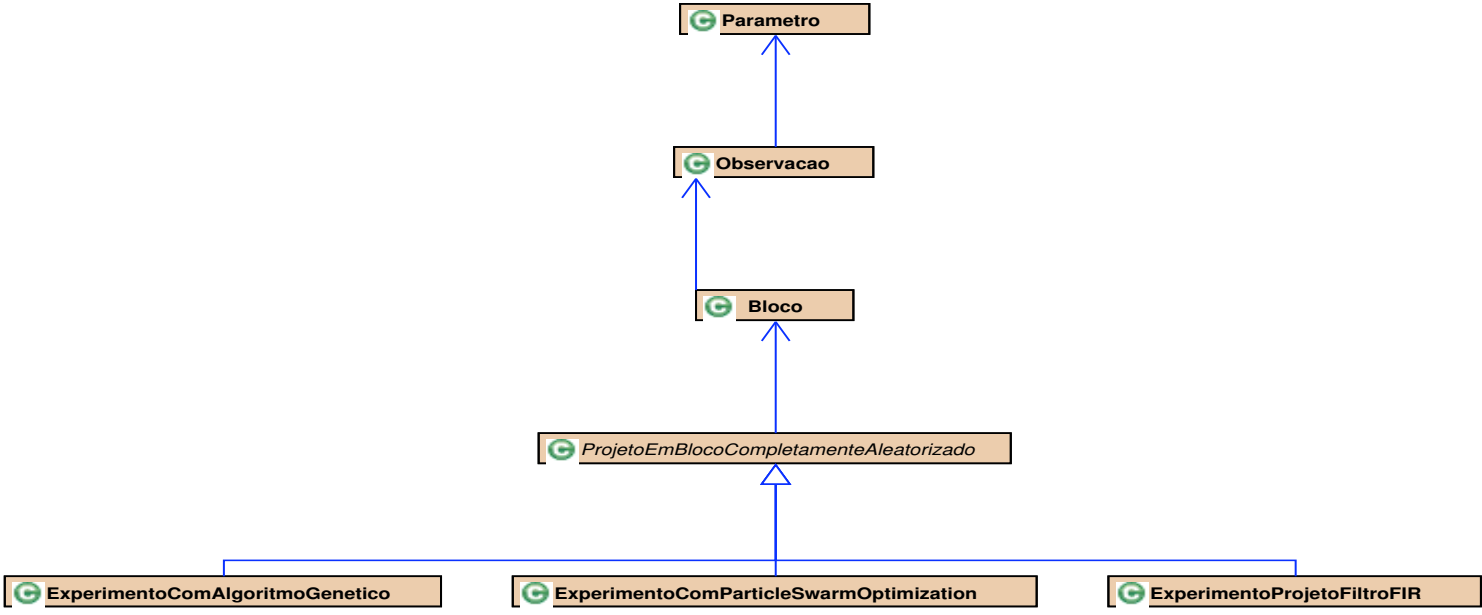 Parametro
Observacao
Bloco
ProjetoEmBlocoCompletamenteAleatorizado
ExperimentoComAlgoritmoGenetico
ExperimentoComParticleSwarmOptimization
ExperimentoProjetoFiltroFIR